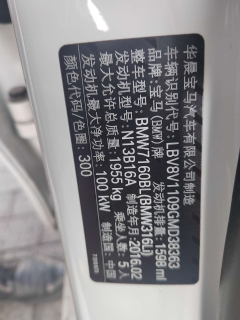 华晨宝马汽车有限公司制造
车辆识别代号: LBV8V1109GMD38363
品牌: 宝马(BMW)牌 发动机排量: 1598 ml
整车型号: BMW7160BL(BMW316Li)
发动机型号: N13B16A 制造年月: 2016.02
最大允许总质量: 1955 kg 乘坐人数: 5 人
发动机最大净功率: 100 kW 制造国: 中国
颜色/代码/色圈: 300